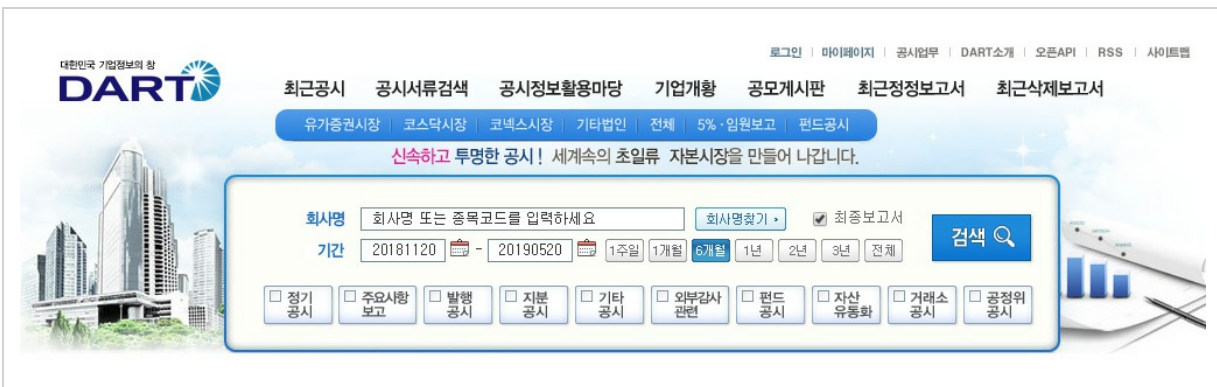 로그인 | 마이페이지 | 공시업무 | DART소개 | 오픈API | RSS | 사이트맵
대한민국 기업정보의 창
DART
최근공시 공시서류검색 공시정보활용마당 기업개황 공모게시판 최근정정보고서 최근삭제보고서
유가증권시장 | 코스닥시장 | 코넥스시장 | 기타법인 | 전체 | 5%·임원보고 | 펀드공시
신속하고 투명한 공시! 세계속의 초일류 자본시장을 만들어 나갑니다.
회사명 회사명 또는 종목코드를 입력하세요 회사명찾기 최종보고서
기간 20181120 - 20190520 1주일 1개월 6개월 1년 2년 3년 전체
검색
정기 공시 주요사항 보고 발행 공시 지분 공시 기타 공시 외부감사 관련 펀드 공시 자산 유동화 거래소 공시 공정위 공시